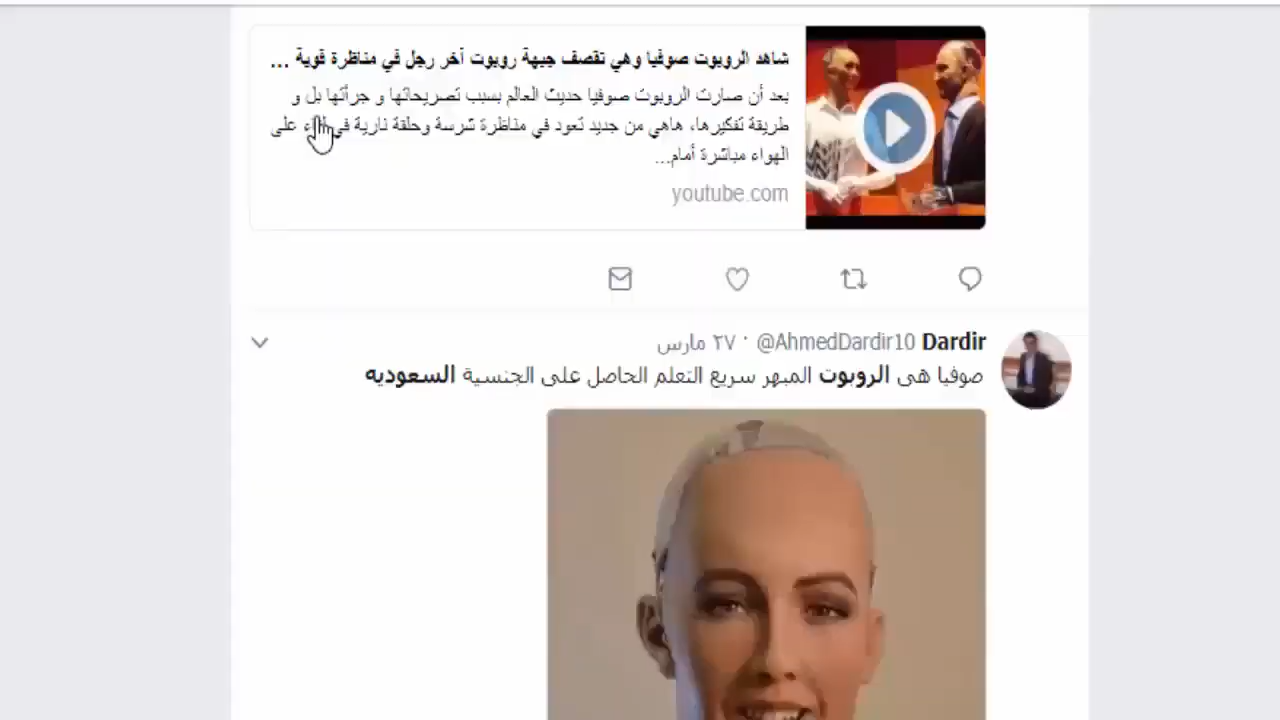 شاهد الروبوت صوفيا وهي تقصف جبهة روبوت أخر رجل في مناظرة قوية ...
بعد أن صارت الروبوت صوفيا حديث العالم بسبب تصريحاتها و جرأتها بل و
طريقة تفكيرها، هاهي من جديد تعود في مناظرة شرسة وحلقة نارية في على
الهواء مباشرة أمام...
youtube.com
Dardir @AhmedDardir10 · ٢٧ مارس
صوفيا هى الروبوت المبهر سريع التعلم الحاصل على الجنسية السعوديه